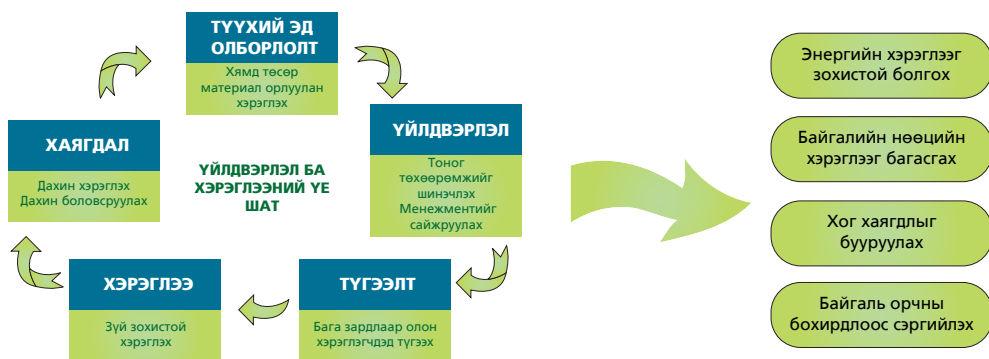 ТҮҮХИЙ ЭД
ОЛБОРЛОЛТ
Хямд төсөр
материал орлуулан
хэрэглэх
ҮЙЛДВЭРЛЭЛ
Тоног
төхөөрөмжийг
шинэчлэх
Менежментийг
сайжруулах
ТҮГЭЭЛТ
Бага зардлаар олон
хэрэглэгчдэд түгээх
ХЭРЭГЛЭЭ
Зүй зохистой
хэрэглэх
ХАЯГДАЛ
Дахин хэрэглэх
Дахин боловсруулах
ҮЙЛДВЭРЛЭЛ БА
ХЭРЭГЛЭЭНИЙ ҮЕ
ШАТ
Энергийн хэрэглээг
зохистой болгох
Байгалийн нөөцийн
хэрэглээг багасгах
Хог хаягдлыг
бууруулах
Байгаль орчны
бохирдлоос сэргийлэх